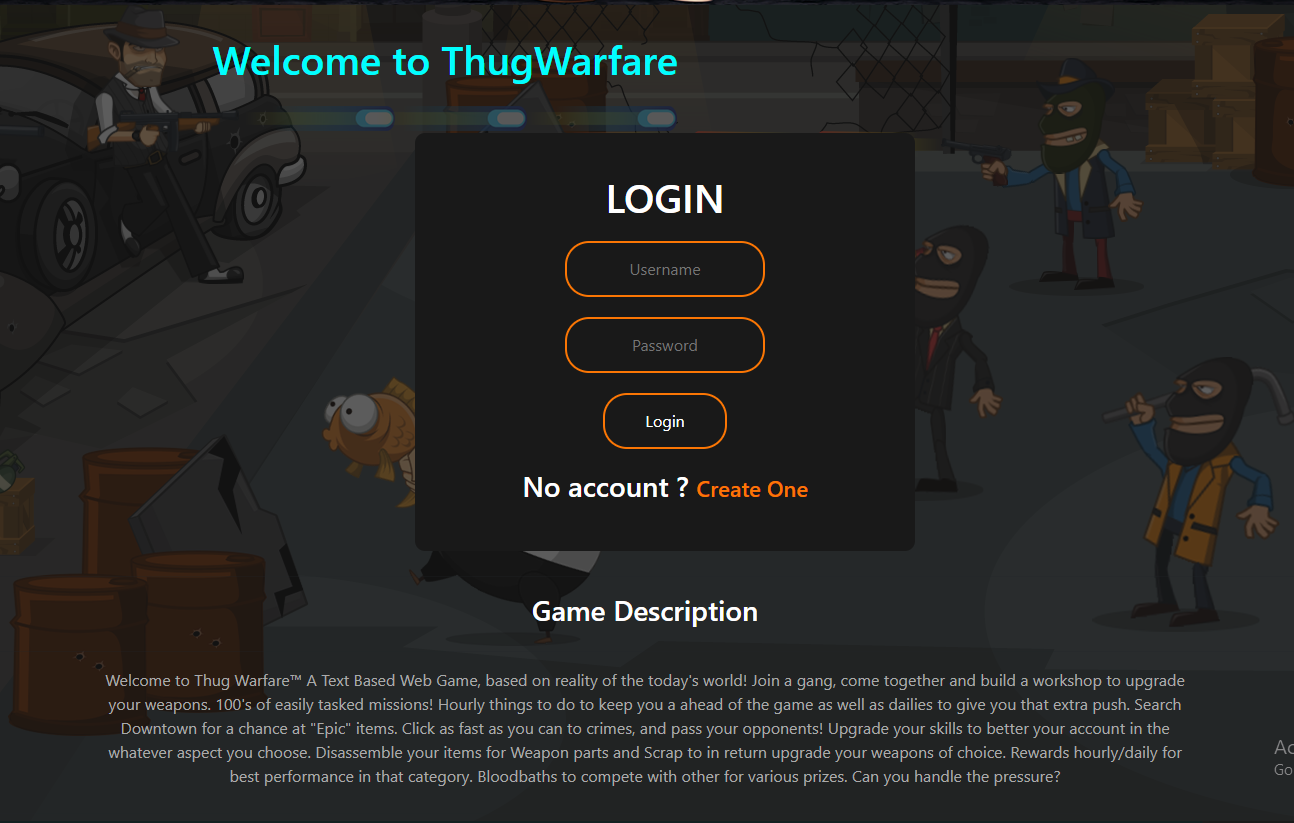 Welcome to ThugWarfare
LOGIN
Username
Password
Login
No account ? Create One
Game Description
Welcome to Thug Warfare™ A Text Based Web Game, based on reality of the today's world! Join a gang, come together and build a workshop to upgrade
your weapons. 100's of easily tasked missions! Hourly things to do to keep you a ahead of the game as well as dailies to give you that extra push. Search
Downtown for a chance at "Epic" items. Click as fast as you can to crimes, and pass your opponents! Upgrade your skills to better your account in the
whatever aspect you choose. Disassemble your items for Weapon parts and Scrap to in return upgrade your weapons of choice. Rewards hourly/daily for
best performance in that category. Bloodbaths to compete with other for various prizes. Can you handle the pressure?